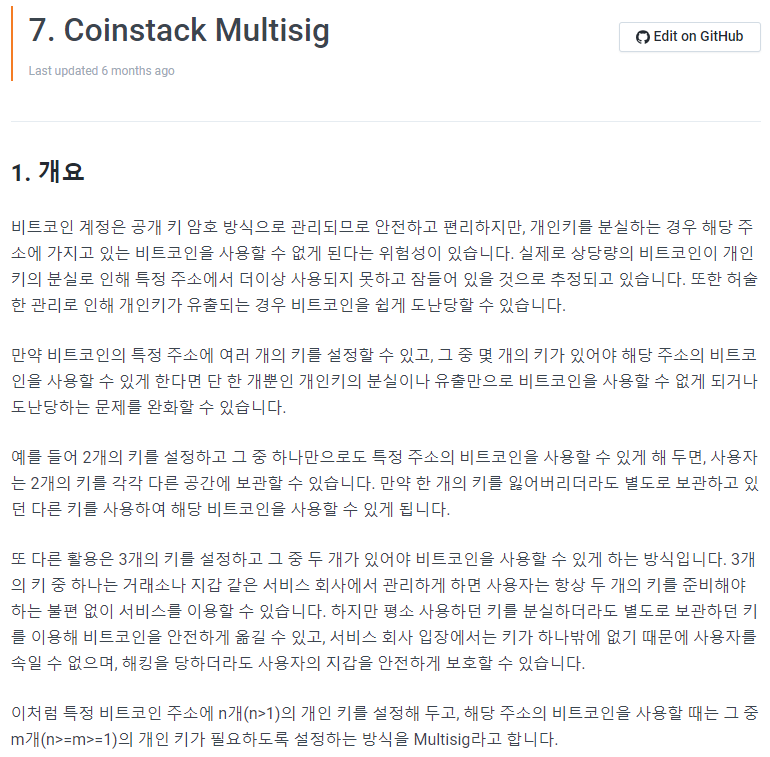 7. Coinstack Multisig
Edit on GitHub
Last updated 6 months ago
1. 개요
비트코인 계정은 공개 키 암호 방식으로 관리되므로 안전하고 편리하지만, 개인키를 분실하는 경우 해당 주
소에 가지고 있는 비트코인을 사용할 수 없게 된다는 위험성이 있습니다. 실제로 상당량의 비트코인이 개인
키의 분실로 인해 특정 주소에서 더이상 사용되지 못하고 잠들어 있을 것으로 추정되고 있습니다. 또한 허술
한 관리로 인해 개인키가 유출되는 경우 비트코인을 쉽게 도난당할 수 있습니다.
만약 비트코인의 특정 주소에 여러 개의 키를 설정할 수 있고, 그 중 몇 개의 키가 있어야 해당 주소의 비트코
인을 사용할 수 있게 한다면 단 한 개뿐인 개인키의 분실이나 유출만으로 비트코인을 사용할 수 없게 되거나
도난당하는 문제를 완화할 수 있습니다.
예를 들어 2개의 키를 설정하고 그 중 하나만으로도 특정 주소의 비트코인을 사용할 수 있게 해 두면, 사용자
는 2개의 키를 각각 다른 공간에 보관할 수 있습니다. 만약 한 개의 키를 잃어버리더라도 별도로 보관하고 있
던 다른 키를 사용하여 해당 비트코인을 사용할 수 있게 됩니다.
또 다른 활용은 3개의 키를 설정하고 그 중 두 개가 있어야 비트코인을 사용할 수 있게 하는 방식입니다. 3개
의 키 중 하나는 거래소나 지갑 같은 서비스 회사에서 관리하게 하면 사용자는 항상 두 개의 키를 준비해야
하는 불편 없이 서비스를 이용할 수 있습니다. 하지만 평소 사용하던 키를 분실하더라도 별도로 보관하던 키
를 이용해 비트코인을 안전하게 옮길 수 있고, 서비스 회사 입장에서는 키가 하나밖에 없기 때문에 사용자를
속일 수 없으며, 해킹을 당하더라도 사용자의 지갑을 안전하게 보호할 수 있습니다.
이처럼 특정 비트코인 주소에 n개(n>1)의 개인 키를 설정해 두고, 해당 주소의 비트코인을 사용할 때는 그 중
m개(n>=m>=1)의 개인 키가 필요하도록 설정하는 방식을 Multisig라고 합니다.